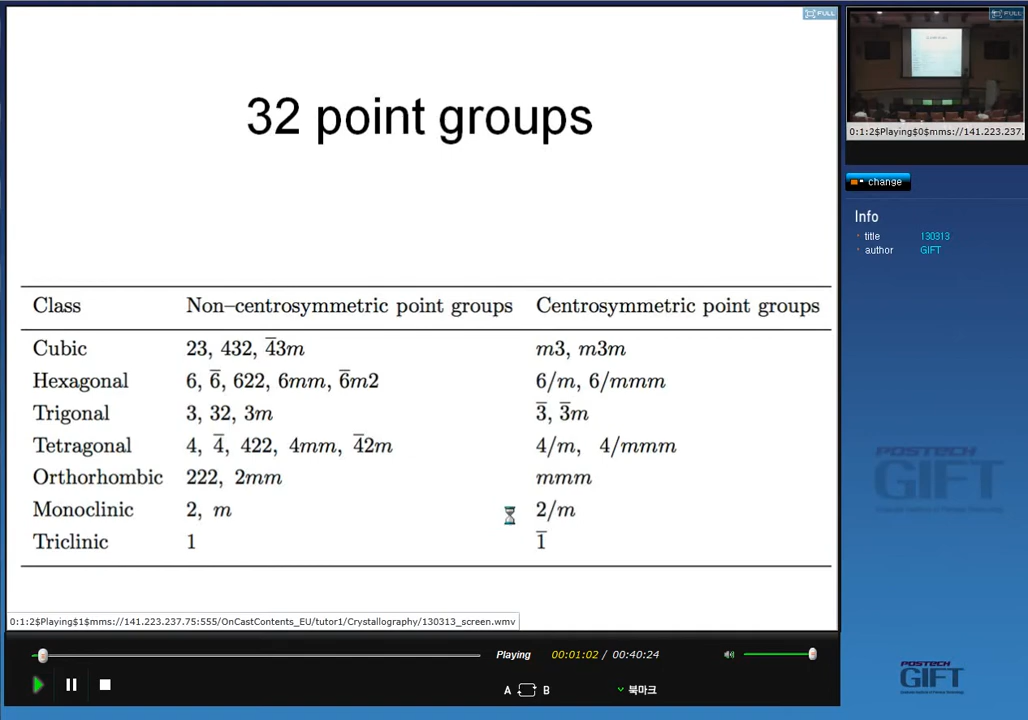 FULL
FULL
32 point groups
0:1:2$Playing$0$mms://141.223.237.
change
Info
title 130313
author GIFT
Class Non–centrosymmetric point groups Centrosymmetric point groups
Cubic 23, 432, 4̅3m m3, m3m
Hexagonal 6, 6̅, 622, 6mm, 6̅m2 6/m, 6/mmm
Trigonal 3, 32, 3m 3̅, 3̅m
Tetragonal 4, 4̅, 422, 4mm, 4̅2m 4/m, 4/mmm
Orthorhombic 222, 2mm mmm
Monoclinic 2, m 2/m
Triclinic 1 1̅
POSTECH
GIFT
0:1:2$Playing$1$mms://141.223.237.75:555/OnCastContents_EU/tutor1/Crystallography/130313_screen.wmv
Playing 00:01:02 / 00:40:24
A B 북마크
POSTECH
GIFT